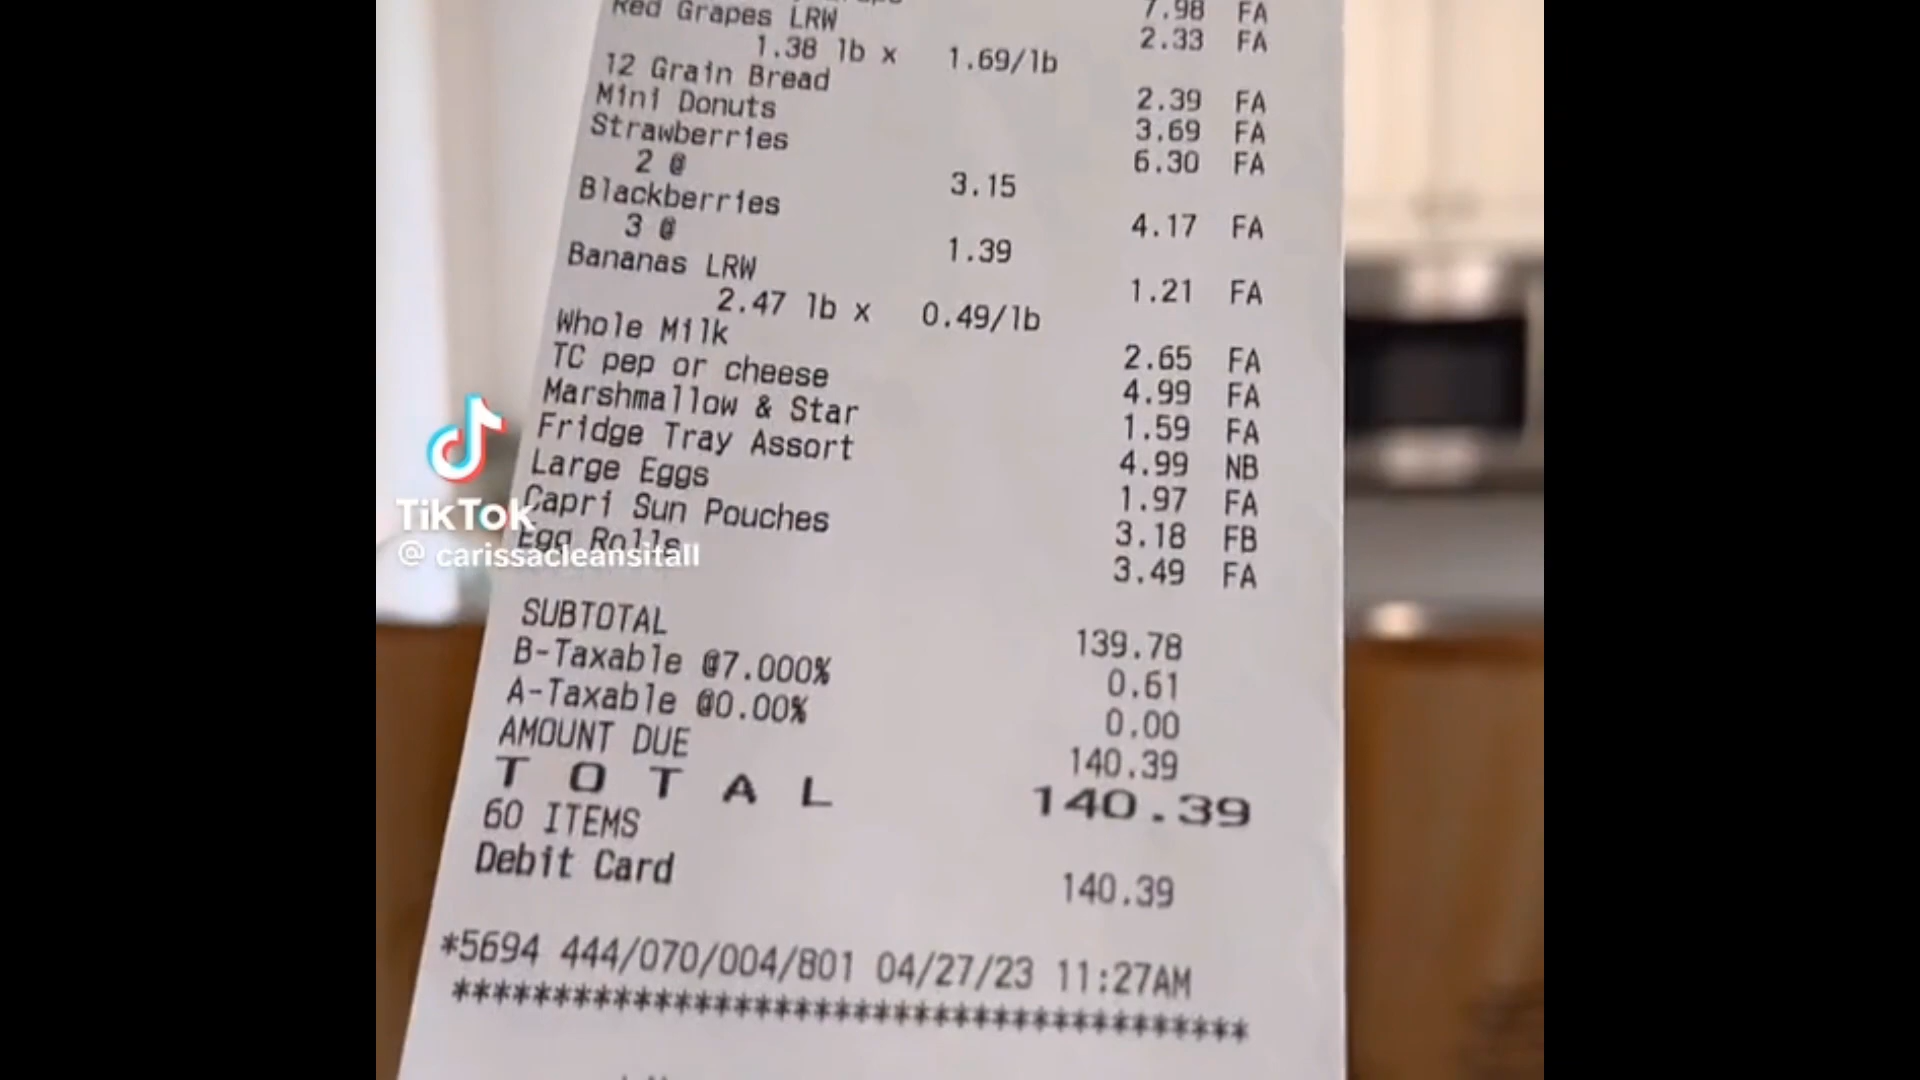 7.98 FA
Red Grapes LRW 2.33 FA
1.38 lb x 1.69/lb
12 Grain Bread 2.39 FA
Mini Donuts 3.69 FA
Strawberries 6.30 FA
2 @ 3.15
Blackberries 4.17 FA
3 @ 1.39
Bananas LRW 1.21 FA
2.47 lb x 0.49/lb
Whole Milk 2.65 FA
TC pep or cheese 4.99 FA
Marshmallow & Star 1.59 FA
Fridge Tray Assort 4.99 NB
Large Eggs 1.97 FA
Capri Sun Pouches 3.18 FB
Egg Rolls 3.49 FA
TikTok
@ carissacleansitall
SUBTOTAL 139.78
B-Taxable @7.000% 0.61
A-Taxable @0.00% 0.00
AMOUNT DUE 140.39
TOTAL 140.39
60 ITEMS
Debit Card 140.39
*5694 444/070/004/801 04/27/23 11:27AM
****************************************